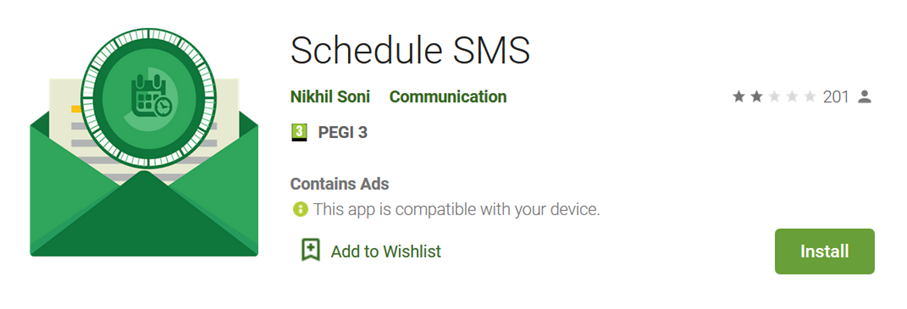 Schedule SMS
Nikhil Soni Communication
201
3 PEGI 3
Contains Ads
This app is compatible with your device.
Add to Wishlist
Install